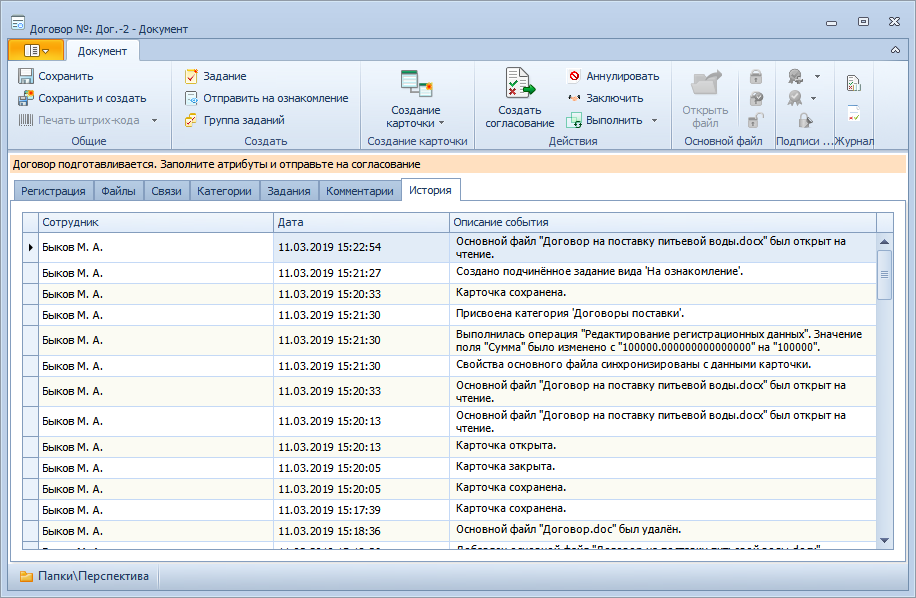 Договор №: Дог.-2 - Документ
Документ
Сохранить
Сохранить и создать
Печать штрих-кода
Общие
Задание
Отправить на ознакомление
Группа заданий
Создать
Создание
карточки
Создание карточки
Создать
согласование
Аннулировать
Заключить
Выполнить
Действия
Открыть
файл
Основной файл
Подписи ...
Журнал
Договор подготавливается. Заполните атрибуты и отправьте на согласование
Регистрация Файлы Связи Категории Задания Комментарии История
Сотрудник Дата Описание события
Быков М. А. 11.03.2019 15:22:54 Основной файл "Договор на поставку питьевой воды.docx" был открыт на
чтение.
Быков М. А. 11.03.2019 15:21:27 Создано подчинённое задание вида 'На ознакомление'.
Быков М. А. 11.03.2019 15:20:33 Карточка сохранена.
Быков М. А. 11.03.2019 15:21:30 Присвоена категория 'Договоры поставки'.
Быков М. А. 11.03.2019 15:21:30 Выполнилась операция "Редактирование регистрационных данных". Значение
поля "Сумма" было изменено с "100000.000000000000000" на "100000".
Быков М. А. 11.03.2019 15:21:30 Свойства основного файла синхронизированы с данными карточки.
Быков М. А. 11.03.2019 15:20:33 Основной файл "Договор на поставку питьевой воды.docx" был открыт на
чтение.
Быков М. А. 11.03.2019 15:20:13 Основной файл "Договор на поставку питьевой воды.docx" был открыт на
чтение.
Быков М. А. 11.03.2019 15:20:13 Карточка открыта.
Быков М. А. 11.03.2019 15:20:05 Карточка закрыта.
Быков М. А. 11.03.2019 15:20:05 Карточка сохранена.
Быков М. А. 11.03.2019 15:17:39 Карточка сохранена.
Быков М. А. 11.03.2019 15:18:36 Основной файл "Договор.doc" был удалён.
Папки\Перспектива